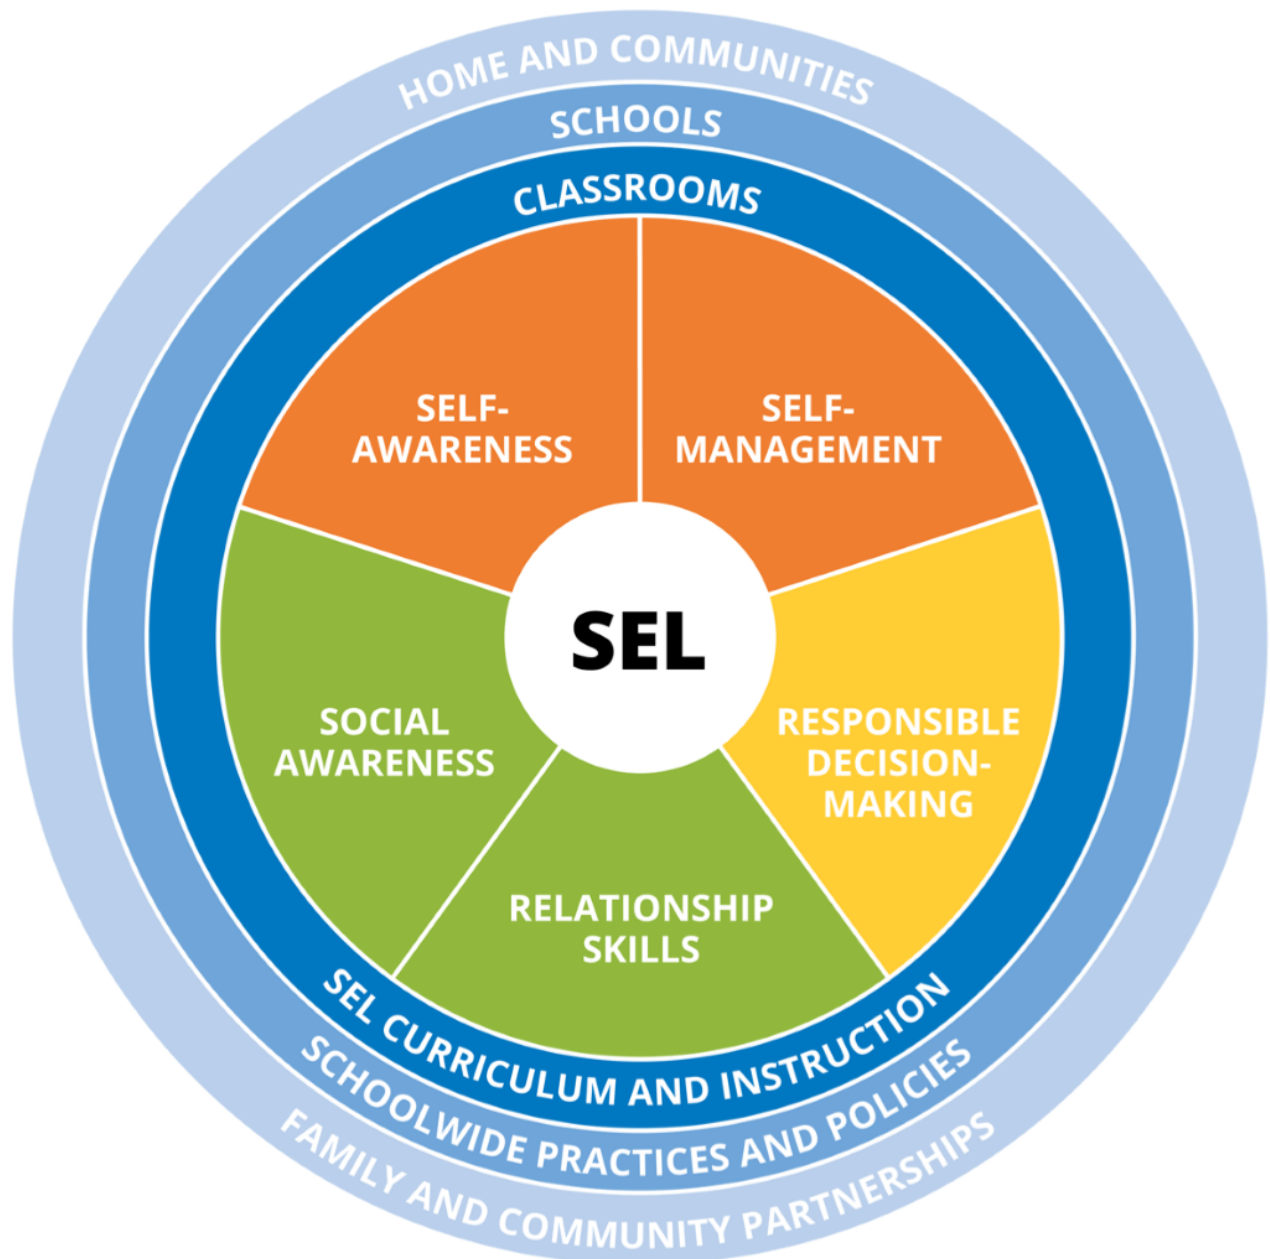 HOME AND COMMUNITIES
SCHOOLS
CLASSROOMS
SELF-
AWARENESS
SELF-
MANAGEMENT
SEL
SOCIAL
AWARENESS
RESPONSIBLE
DECISION-
MAKING
RELATIONSHIP
SKILLS
SEL CURRICULUM AND INSTRUCTION
SCHOOLWIDE PRACTICES AND POLICIES
FAMILY AND COMMUNITY PARTNERSHIPS